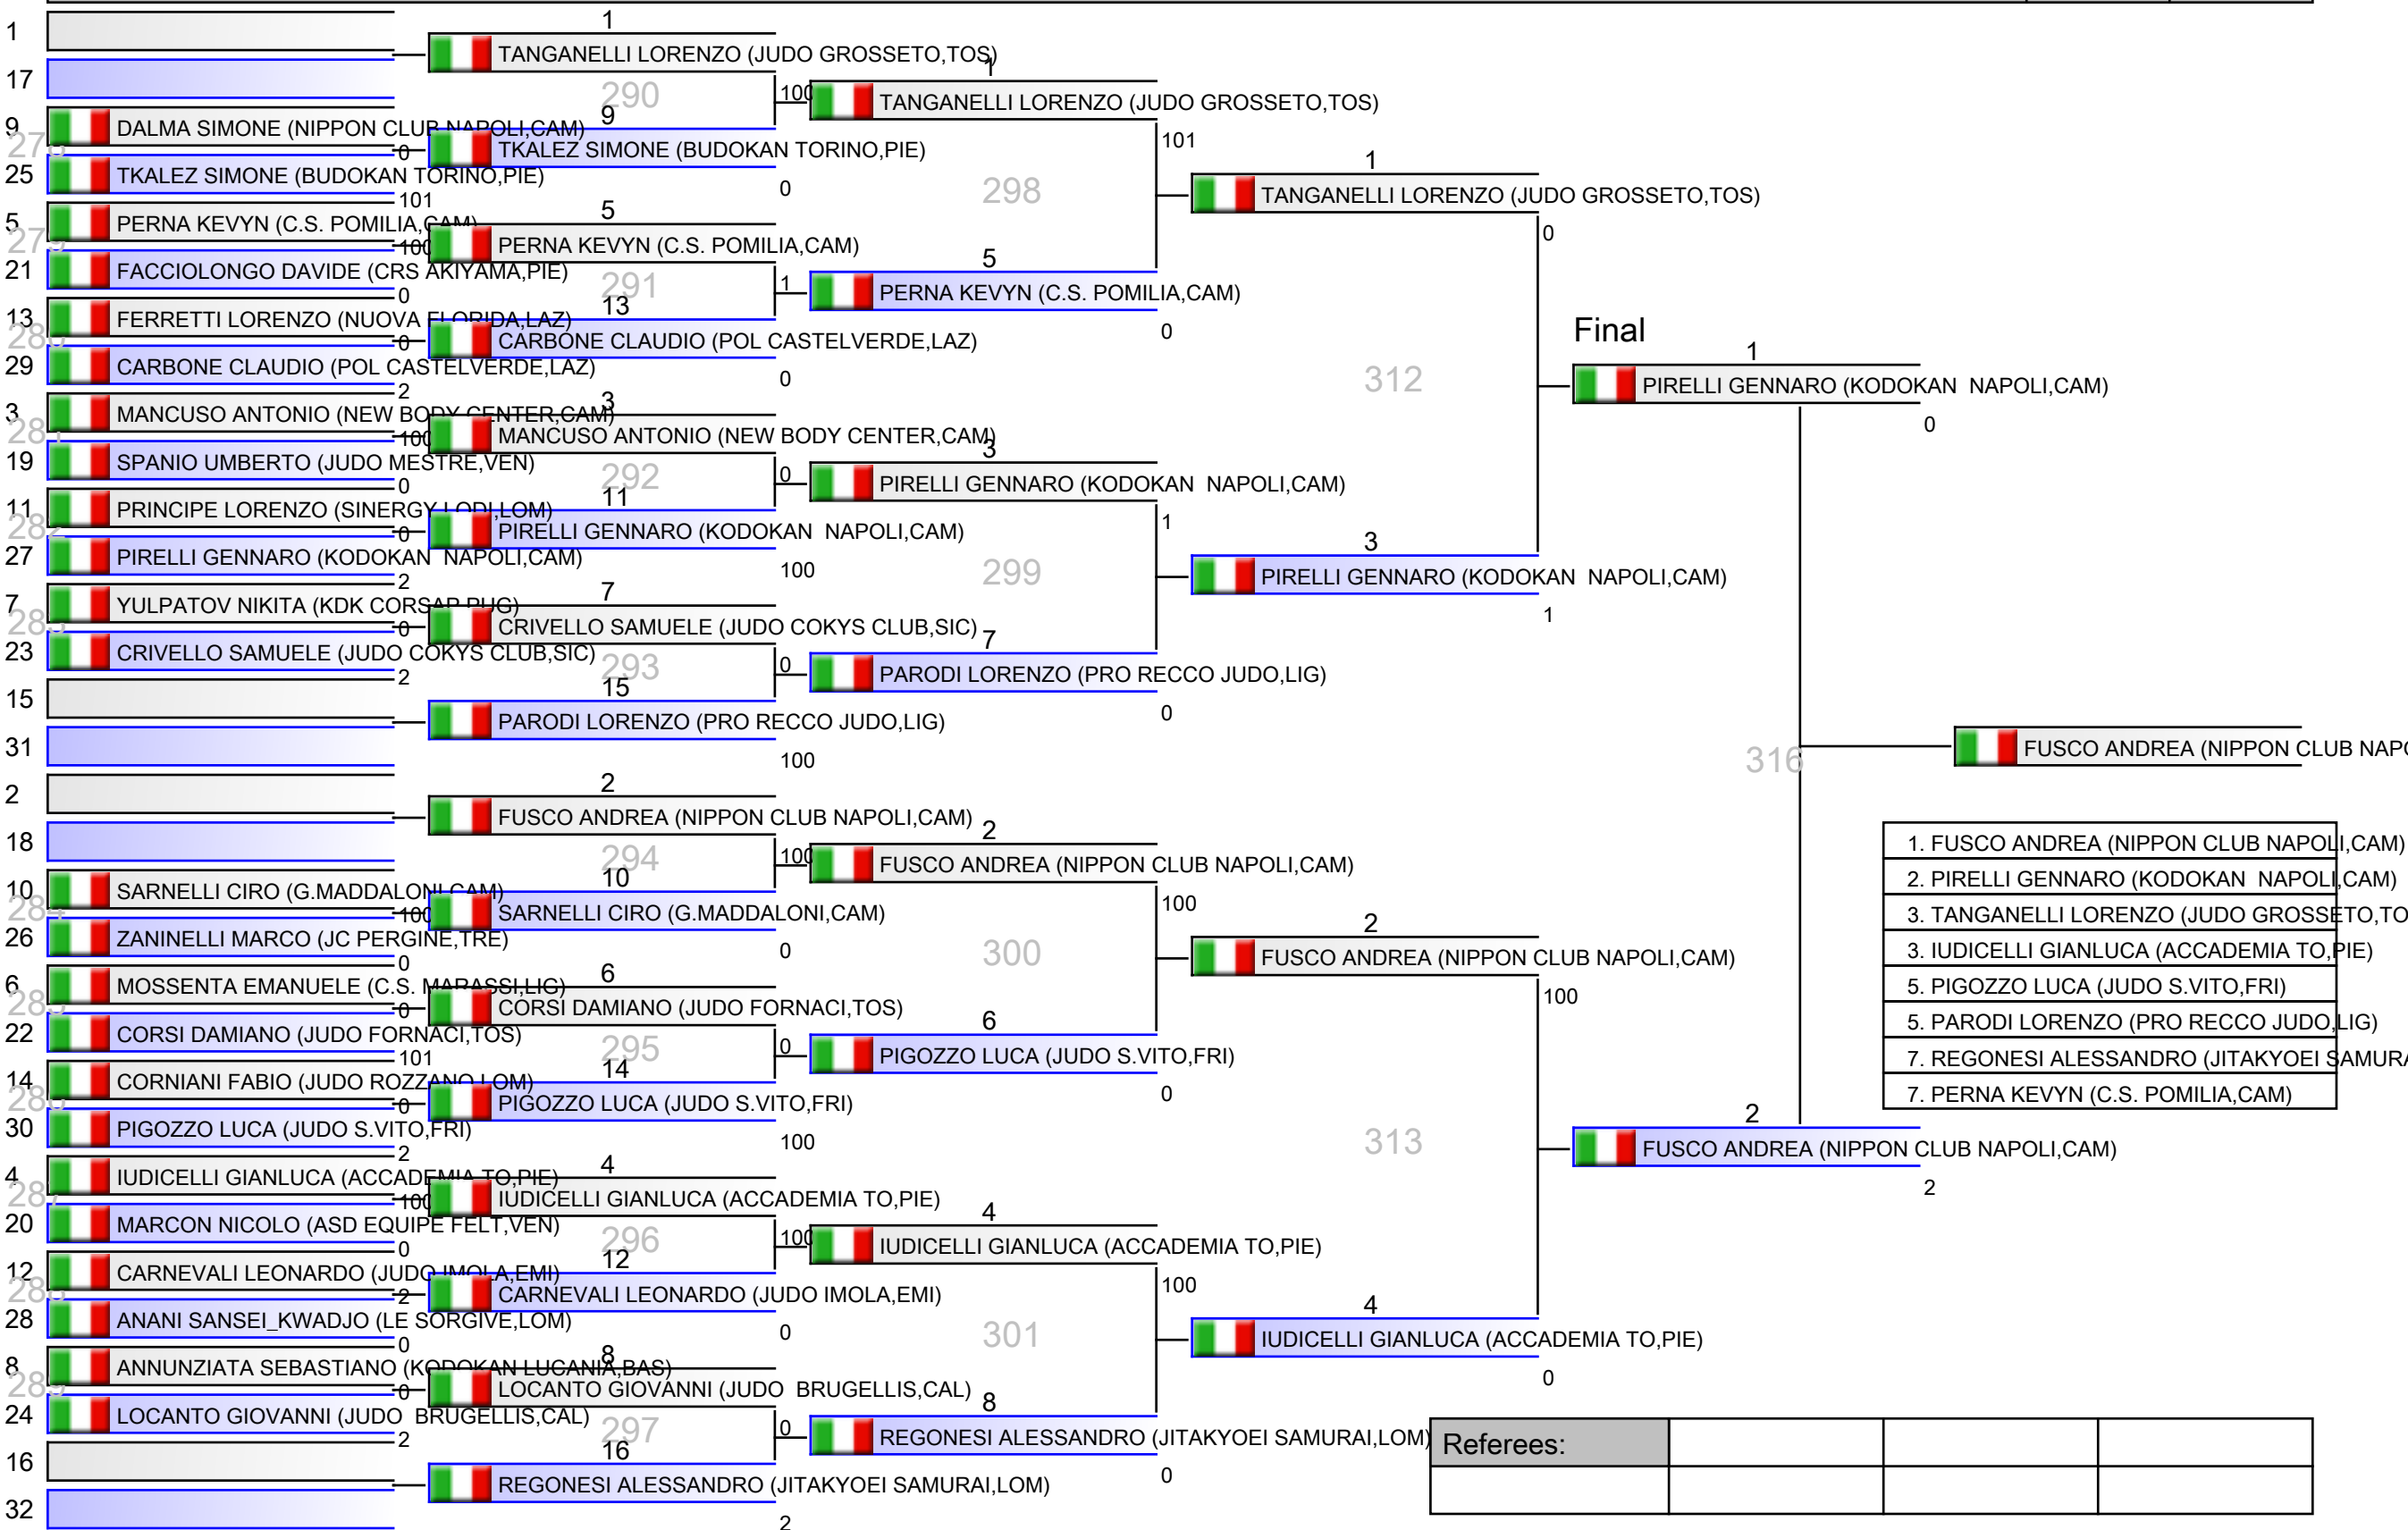 1
17
9 DALMA SIMONE (NIPPON CLUB NAPOLI,CAM)
0
25 TKALEZ SIMONE (BUDOKAN TORINO,PIE)
101
5 PERNA KEVYN (C.S. POMILIA,CAM)
279
100
21 FACCIOLONGO DAVIDE (CRS AKIYAMA,PIE)
0
13 FERRETTI LORENZO (NUOVA FLORIDA,LAZ)
0
29 CARBONE CLAUDIO (POL CASTELVERDE,LAZ)
2
3 MANCUSO ANTONIO (NEW BODY CENTER,CAM)
100
19 SPANIO UMBERTO (JUDO MESTRE,VEN)
0
11 PRINCIPE LORENZO (SINERGY LODI,LOM)
0
27 PIRELLI GENNARO (KODOKAN  NAPOLI,CAM)
2
7 YULPATOV NIKITA (KDK CORSAP,PUG)
0
23 CRIVELLO SAMUELE (JUDO COKYS CLUB,SIC)
2
15
31
2
18
10 SARNELLI CIRO (G.MADDALONI,CAM)
284
100
26 ZANINELLI MARCO (JC PERGINE,TRE)
0
6 MOSSENTA EMANUELE (C.S. MARASSI,LIG)
0
22 CORSI DAMIANO (JUDO FORNACI,TOS)
101
14 CORNIANI FABIO (JUDO ROZZANO,LOM)
0
30 PIGOZZO LUCA (JUDO S.VITO,FRI)
2
4 IUDICELLI GIANLUCA (ACCADEMIA TO,PIE)
100
20 MARCON NICOLO (ASD EQUIPE FELT,VEN)
0
12 CARNEVALI LEONARDO (JUDO IMOLA,EMI)
2
28 ANANI SANSEI_KWADJO (LE SORGIVE,LOM)
0
8 ANNUNZIATA SEBASTIANO (KODOKAN LUCANIA,BAS)
0
24 LOCANTO GIOVANNI (JUDO  BRUGELLIS,CAL)
2
16
32
1
TANGANELLI LORENZO (JUDO GROSSETO,TOS)
290
100
9
TKALEZ SIMONE (BUDOKAN TORINO,PIE)
0
5
PERNA KEVYN (C.S. POMILIA,CAM)
291
1
13
CARBONE CLAUDIO (POL CASTELVERDE,LAZ)
0
3
MANCUSO ANTONIO (NEW BODY CENTER,CAM)
292
0
11
PIRELLI GENNARO (KODOKAN  NAPOLI,CAM)
100
7
CRIVELLO SAMUELE (JUDO COKYS CLUB,SIC)
293
0
15
PARODI LORENZO (PRO RECCO JUDO,LIG)
100
2
FUSCO ANDREA (NIPPON CLUB NAPOLI,CAM)
294
100
10
SARNELLI CIRO (G.MADDALONI,CAM)
0
6
CORSI DAMIANO (JUDO FORNACI,TOS)
295
0
14
PIGOZZO LUCA (JUDO S.VITO,FRI)
100
4
IUDICELLI GIANLUCA (ACCADEMIA TO,PIE)
296
100
12
CARNEVALI LEONARDO (JUDO IMOLA,EMI)
0
8
LOCANTO GIOVANNI (JUDO  BRUGELLIS,CAL)
297
0
16
REGONESI ALESSANDRO (JITAKYOEI SAMURAI,LOM)
2
1
TANGANELLI LORENZO (JUDO GROSSETO,TOS)
101
298
5
PERNA KEVYN (C.S. POMILIA,CAM)
0
3
PIRELLI GENNARO (KODOKAN  NAPOLI,CAM)
1
299
7
PARODI LORENZO (PRO RECCO JUDO,LIG)
0
2
FUSCO ANDREA (NIPPON CLUB NAPOLI,CAM)
100
300
6
PIGOZZO LUCA (JUDO S.VITO,FRI)
0
4
IUDICELLI GIANLUCA (ACCADEMIA TO,PIE)
100
301
8
REGONESI ALESSANDRO (JITAKYOEI SAMURAI,LOM)
0
1
TANGANELLI LORENZO (JUDO GROSSETO,TOS)
0
312
3
PIRELLI GENNARO (KODOKAN  NAPOLI,CAM)
1
2
FUSCO ANDREA (NIPPON CLUB NAPOLI,CAM)
100
313
4
IUDICELLI GIANLUCA (ACCADEMIA TO,PIE)
0
Final
1
PIRELLI GENNARO (KODOKAN  NAPOLI,CAM)
0
316
2
FUSCO ANDREA (NIPPON CLUB NAPOLI,CAM)
2
FUSCO ANDREA (NIPPON CLUB
1. FUSCO ANDREA (NIPPON CLUB NAPOLI,CAM)
2. PIRELLI GENNARO (KODOKAN  NAPOLI,CAM)
3. TANGANELLI LORENZO (JUDO GROSSETO,TO
3. IUDICELLI GIANLUCA (ACCADEMIA TO,PIE)
5. PIGOZZO LUCA (JUDO S.VITO,FRI)
5. PARODI LORENZO (PRO RECCO JUDO,LIG)
7. REGONESI ALESSANDRO (JITAKYOEI SAMURA
7. PERNA KEVYN (C.S. POMILIA,CAM)
Referees: